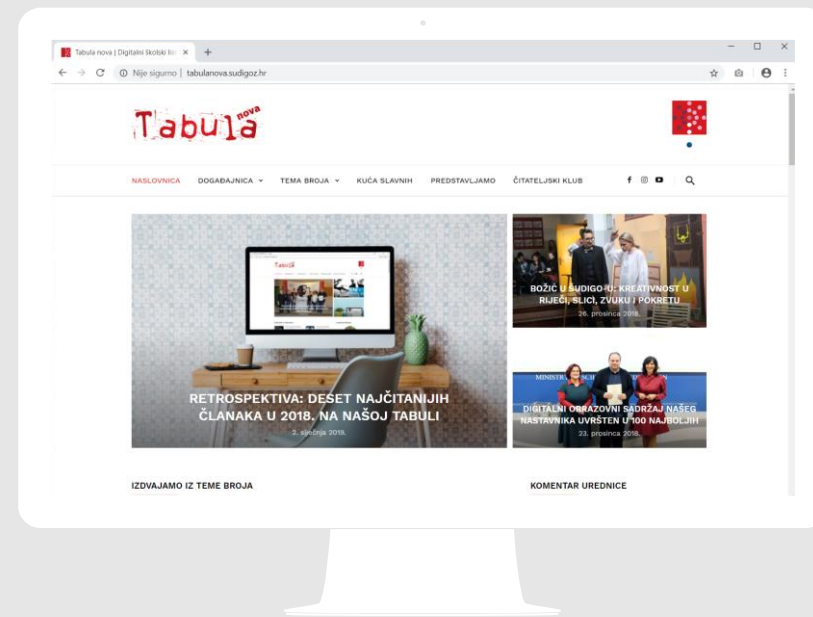 Tabula nova | Digitalni školski lis
Nije sigurno | tabulanova.sudigoz.hr
Tabula nova
NASLOVNICA DOGAĐAJNICA TEMA BROJA KUĆA SLAVNIH PREDSTAVLJAMO ČITATELJSKI KLUB
RETROSPEKTIVA: DESET NAJČITANIJIH
ČLANAKA U 2018. NA NAŠOJ TABULI
2. siječnja 2019.
BOŽIĆ U ŠUDIGO-U: KREATIVNOST U
RIJEČI, SLICI, ZVUKU I POKRETU
26. prosinca 2018.
DIGITALNI OBRAZOVNI SADRŽAJ NAŠEG
NASTAVNIKA UVRŠTEN U 100 NAJBOLJIH
23. prosinca 2018.
IZDVAJAMO IZ TEME BROJA
KOMENTAR UREDNICE